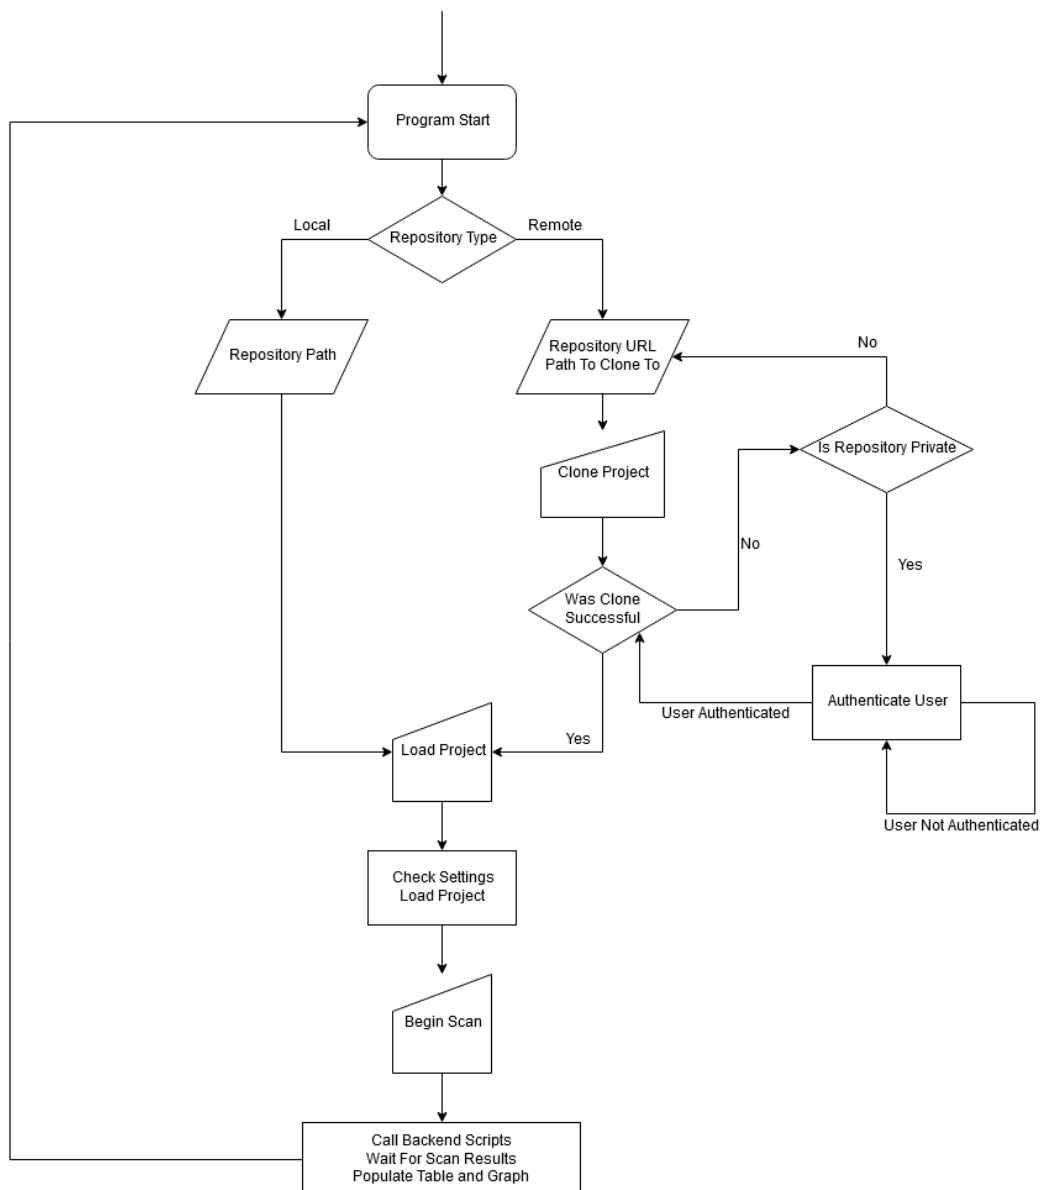 Program Start
Local
Repository Type
Remote
Repository Path
Repository URL
Path To Clone To
No
Is Repository Private
Clone Project
No
Yes
Was Clone
Successful
Authenticate User
User Authenticated
Yes
Load Project
User Not Authenticated
Check Settings
Load Project
Begin Scan
Call Backend Scripts
Wait For Scan Results
Populate Table and Graph